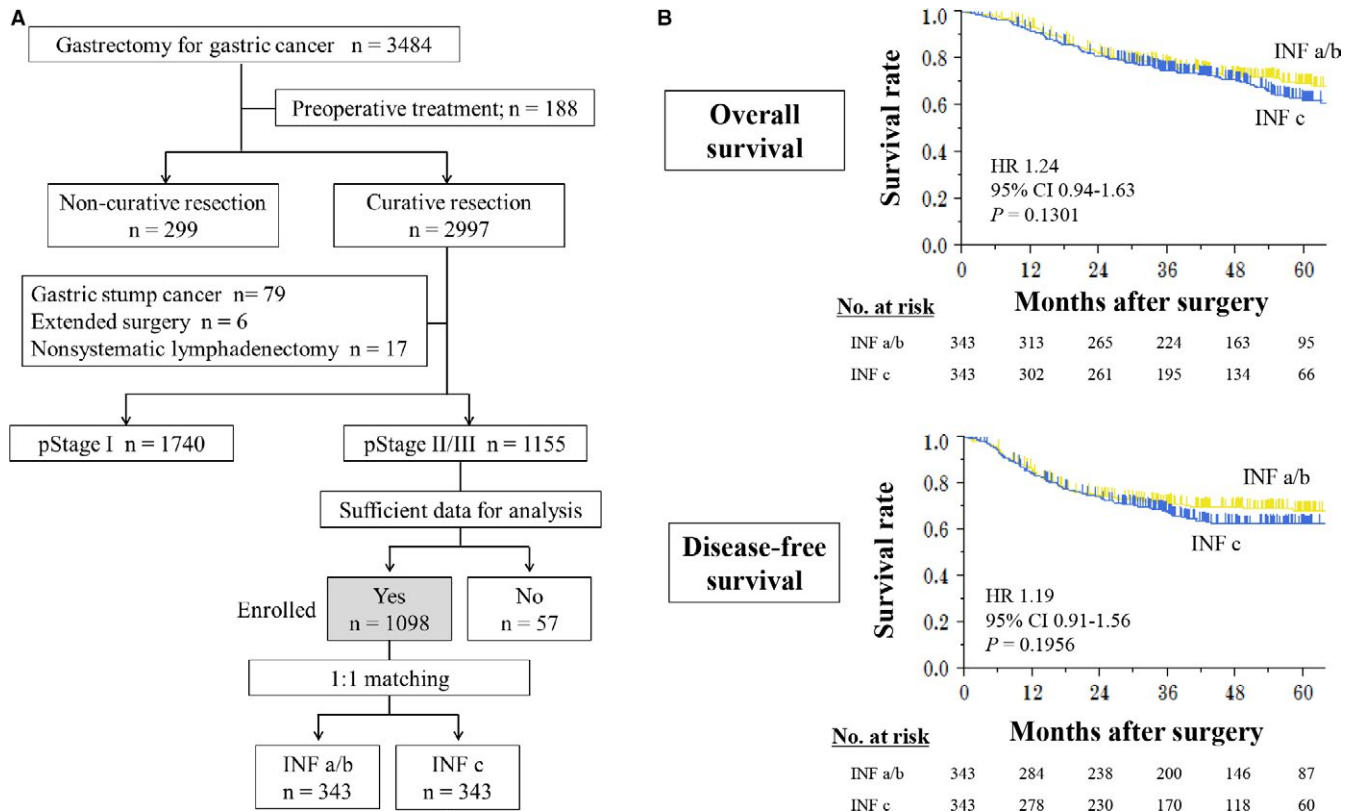 A
Gastrectomy for gastric cancer n = 3484
Preoperative treatment; n = 188
Non-curative resection
n = 299
Curative resection
n = 2997
Gastric stump cancer n= 79
Extended surgery n = 6
Nonsystematic lymphadenectomy n = 17
pStage I n = 1740
pStage II/III n = 1155
Sufficient data for analysis
Enrolled
Yes
n = 1098
No
n = 57
1:1 matching
INF a/b
n = 343
INF c
n = 343
B
Overall
survival
Survival rate
1.0
0.8
0.6
0.4
0.2
0.0
INF a/b
INF c
HR 1.24
95% CI 0.94-1.63
P = 0.1301
0 12 24 36 48 60
Months after surgery
No. at risk
INF a/b 343 313 265 224 163 95
INF c 343 302 261 195 134 66
Disease-free
survival
Survival rate
1.0
0.8
0.6
0.4
0.2
0.0
INF a/b
INF c
HR 1.19
95% CI 0.91-1.56
P = 0.1956
0 12 24 36 48 60
Months after surgery
No. at risk
INF a/b 343 284 238 200 146 87
INF c 343 278 230 170 118 60